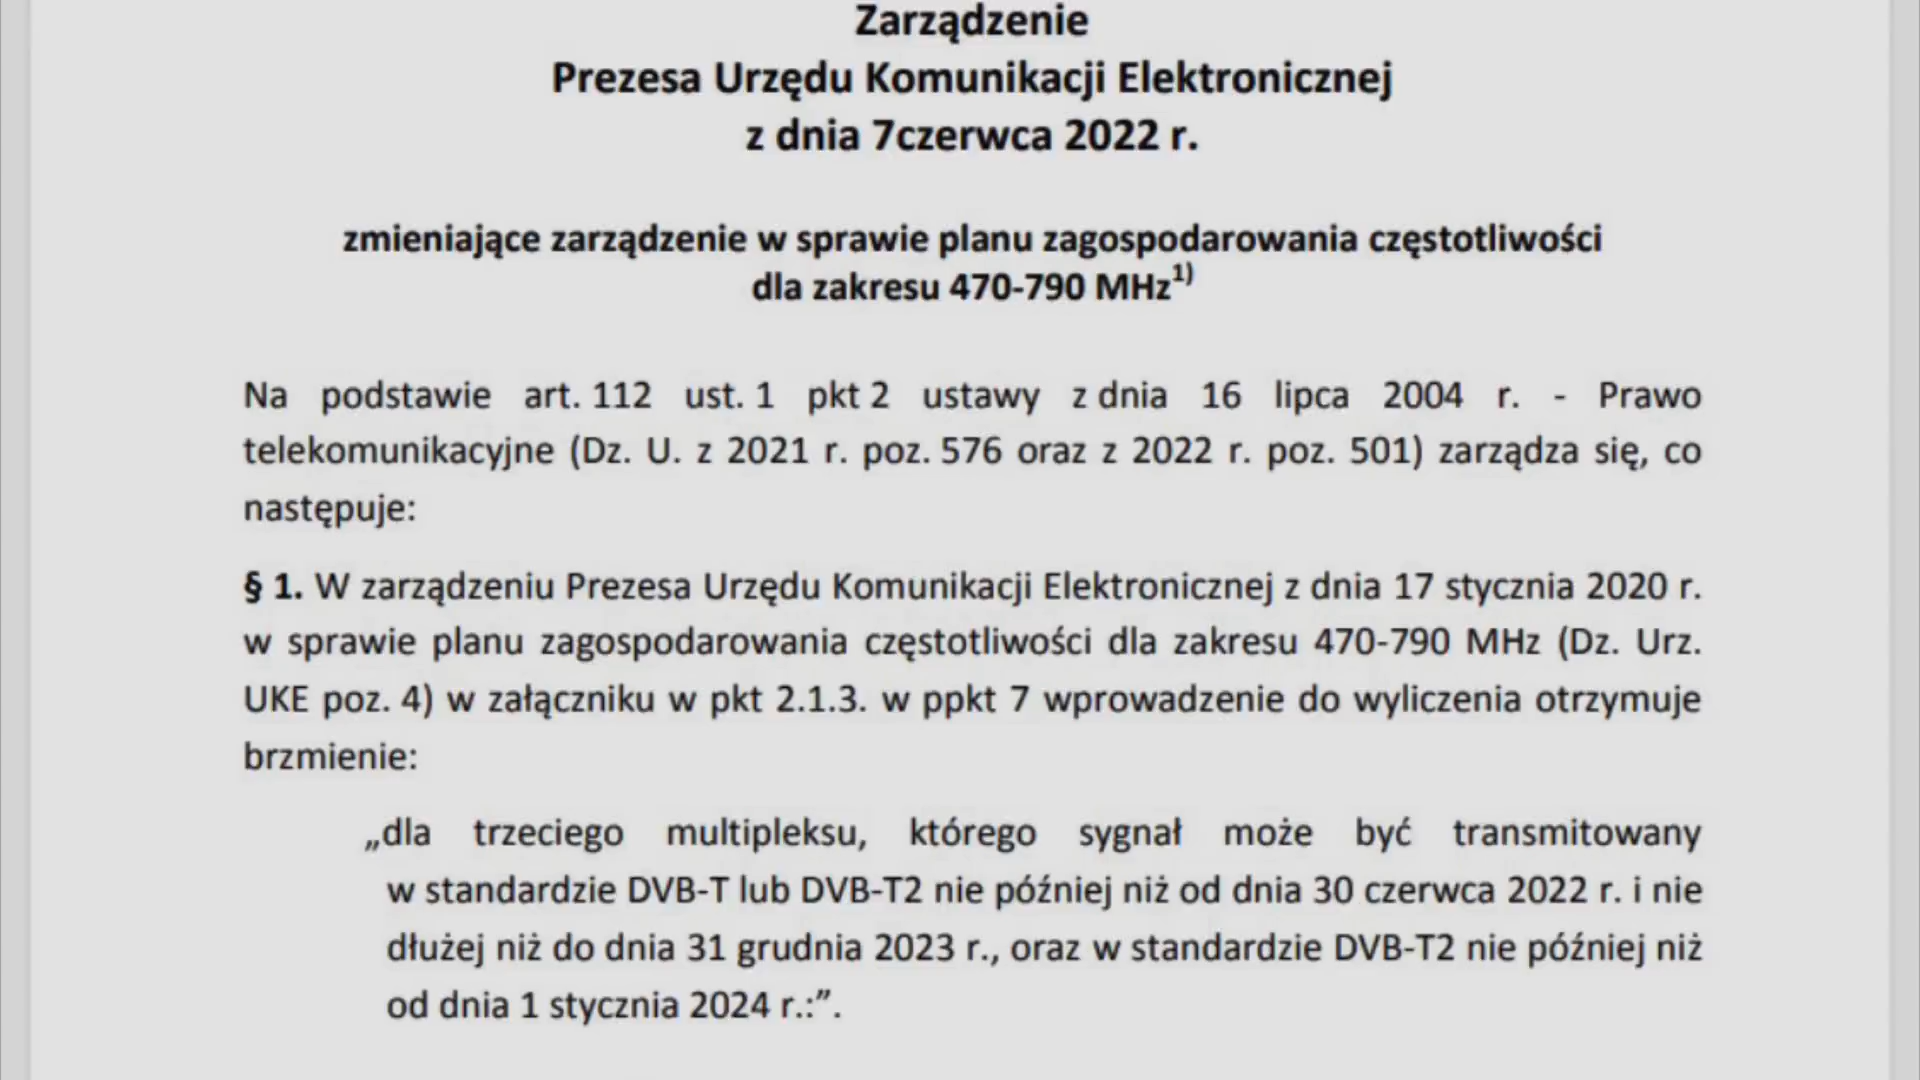 Zarządzenie
Prezesa Urzędu Komunikacji Elektronicznej
z dnia 7czerwca 2022 r.
zmieniające zarządzenie w sprawie planu zagospodarowania częstotliwości
dla zakresu 470-790 MHz¹⁾
Na podstawie art. 112 ust. 1 pkt 2 ustawy z dnia 16 lipca 2004 r. - Prawo
telekomunikacyjne (Dz. U. z 2021 r. poz. 576 oraz z 2022 r. poz. 501) zarządza się, co
następuje:
§ 1. W zarządzeniu Prezesa Urzędu Komunikacji Elektronicznej z dnia 17 stycznia 2020 r.
w sprawie planu zagospodarowania częstotliwości dla zakresu 470-790 MHz (Dz. Urz.
UKE poz. 4) w załączniku w pkt 2.1.3. w ppkt 7 wprowadzenie do wyliczenia otrzymuje
brzmienie:
„dla trzeciego multipleksu, którego sygnał może być transmitowany
w standardzie DVB-T lub DVB-T2 nie później niż od dnia 30 czerwca 2022 r. i nie
dłużej niż do dnia 31 grudnia 2023 r., oraz w standardzie DVB-T2 nie później niż
od dnia 1 stycznia 2024 r.:”.